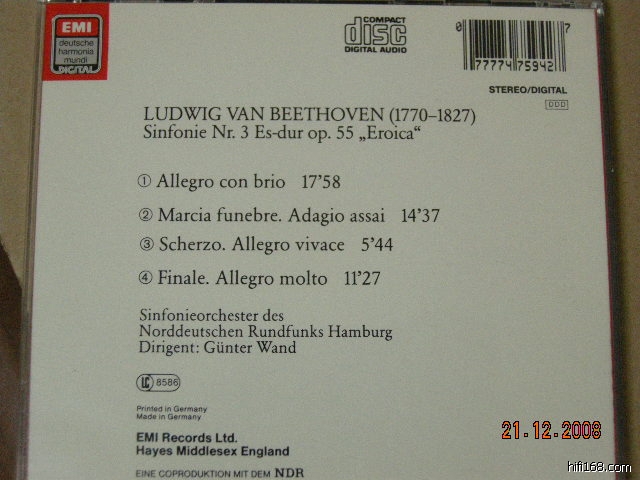 EMI
deutsche
harmonia
mundi
DIGITAL
COMPACT
disc
DIGITAL AUDIO
0 77774 75942 7
STEREO/DIGITAL
DDD
LUDWIG VAN BEETHOVEN (1770–1827)
Sinfonie Nr. 3 Es-dur op. 55 „Eroica“
① Allegro con brio 17’58
② Marcia funebre. Adagio assai 14’37
③ Scherzo. Allegro vivace 5’44
④ Finale. Allegro molto 11’27
Sinfonieorchester des
Norddeutschen Rundfunks Hamburg
Dirigent: Günter Wand
LC 8586
Printed in Germany
Made in Germany
EMI Records Ltd.
Hayes Middlesex England
EINE COPRODUKTION MIT DEM NDR
21.12.2008
hifi168.com